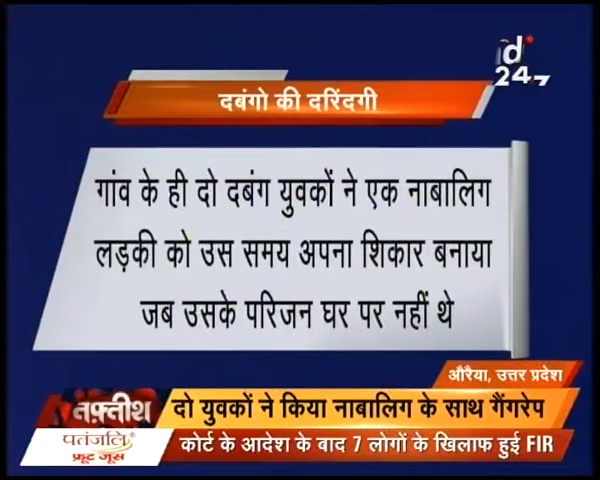 d
24x7
दबंगो की दरिंदगी
गांव के ही दो दबंग युवकों ने एक नाबालिग
लड़की को उस समय अपना शिकार बनाया
जब उसके परिजन घर पर नहीं थे
औरैया, उत्तर प्रदेश
तफ़्तीश
दो युवकों ने किया नाबालिग के साथ गैंगरेप
पतंजलि
फ्रूट जूस
कोर्ट के आदेश के बाद 7 लोगों के खिलाफ हुई FIR